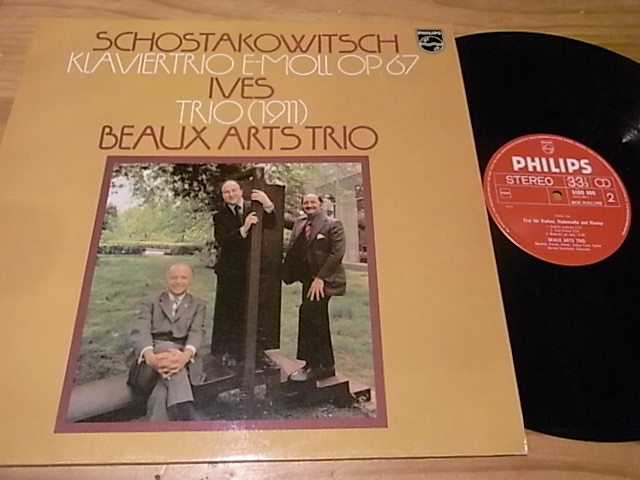 SCHOSTAKOWITSCH
KLAVIERTRIO E-MOLL OP. 67
IVES
TRIO (1911)
BEAUX ARTS TRIO
PHILIPS
PHILIPS
STEREO 33⅓
2
Trio für Violine, Violoncello und Klavier
BEAUX ARTS TRIO